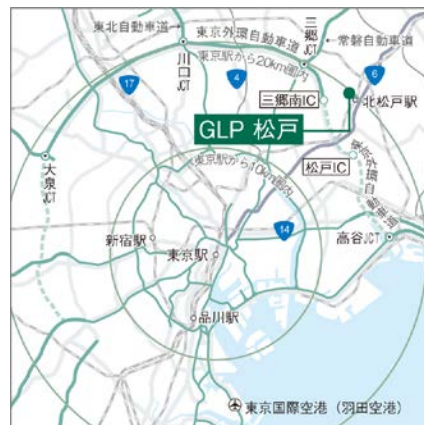 東北自動車道
東京外環自動車道
三郷JCT
常磐自動車道
川口JCT
東京駅から20km圏内
17
4
6
三郷南IC
北松戸駅
GLP 松戸
大泉JCT
東京駅から10km圏内
松戸IC
東京外環自動車道
14
新宿駅
東京駅
高谷JCT
品川駅
東京国際空港（羽田空港）